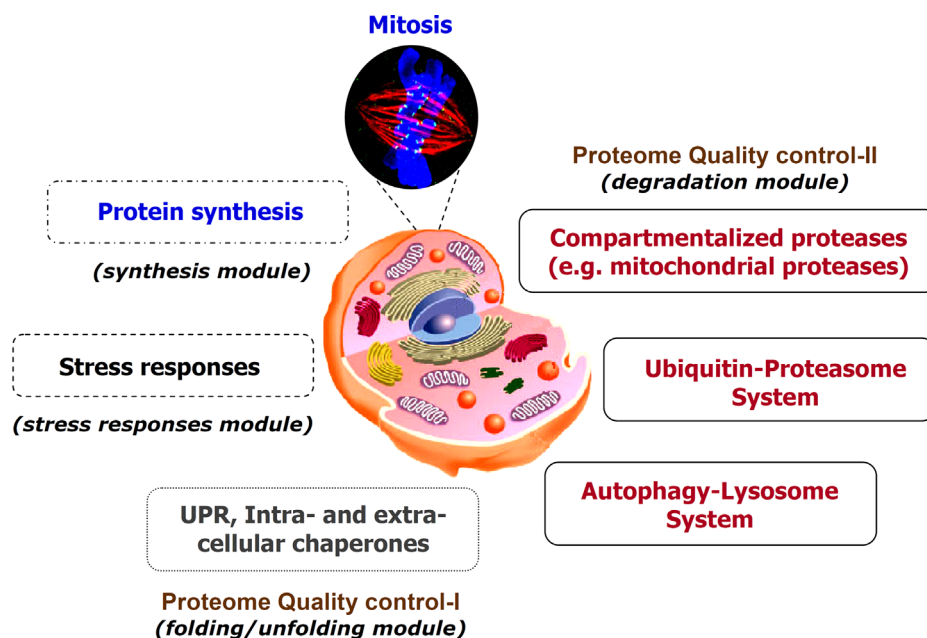 Mitosis
Proteome Quality control-II
(degradation module)
Protein synthesis
(synthesis module)
Compartmentalized proteases
(e.g. mitochondrial proteases)
Stress responses
(stress responses module)
Ubiquitin-Proteasome
System
Autophagy-Lysosome
System
UPR, Intra- and extra-
cellular chaperones
Proteome Quality control-I
(folding/unfolding module)